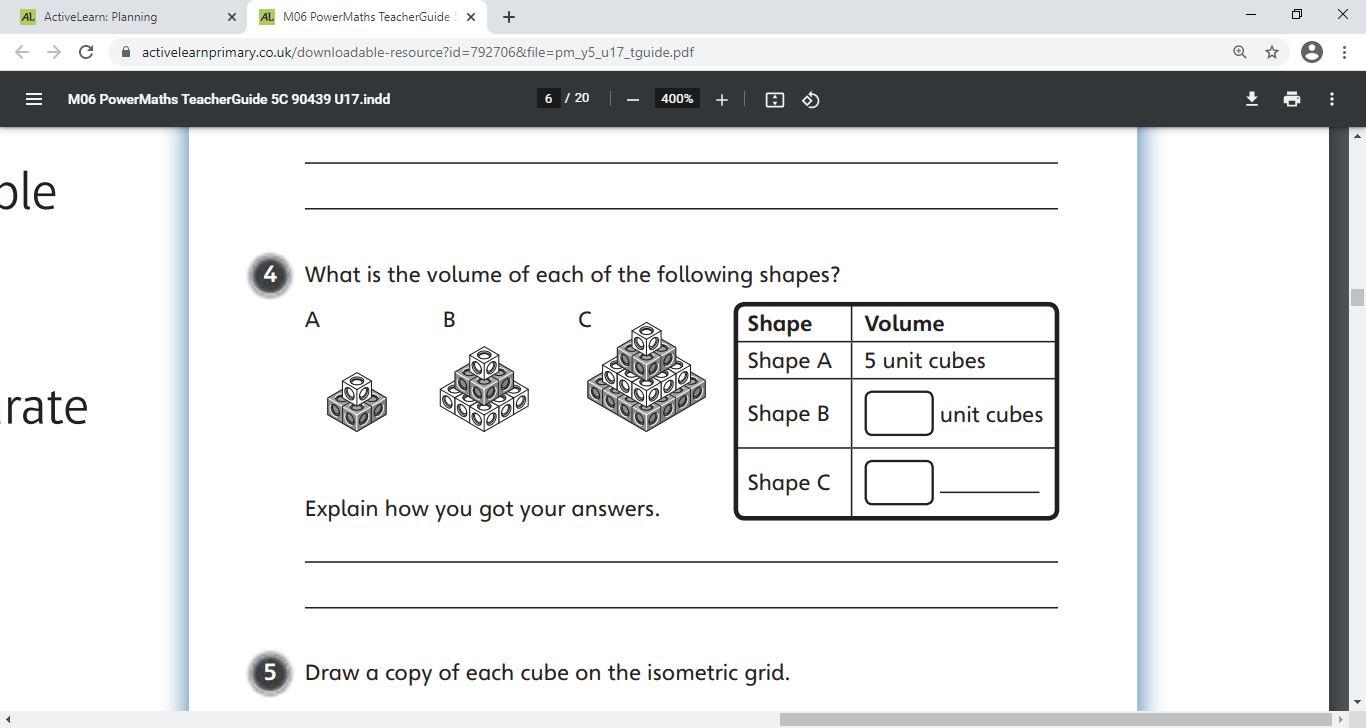 ActiveLearn: Planning
M06 PowerMaths TeacherGuide
activelearnprimary.co.uk/downloadable-resource?id=792706&file=pm_y5_u17_tguide.pdf
M06 PowerMaths TeacherGuide 5C 90439 U17.indd
6 / 20
400%
4 What is the volume of each of the following shapes?
A B C
Shape Volume
Shape A 5 unit cubes
Shape B unit cubes
Shape C
Explain how you got your answers.
5 Draw a copy of each cube on the isometric grid.